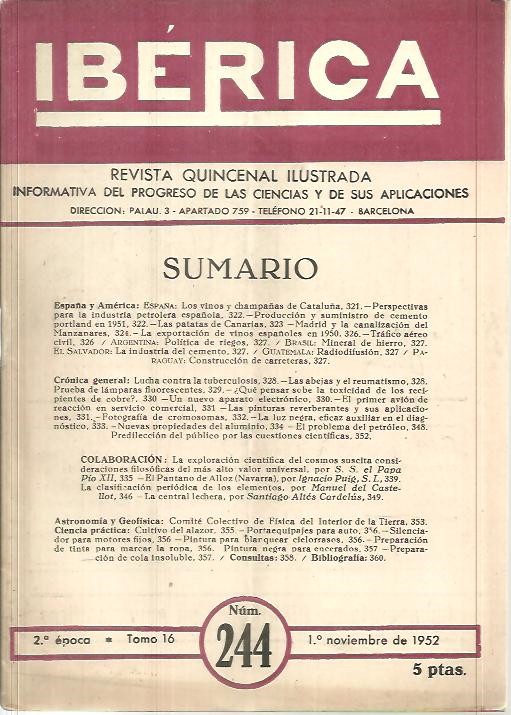 IBÉRICA
REVISTA QUINCENAL ILUSTRADA
INFORMATIVA DEL PROGRESO DE LAS CIENCIAS Y DE SUS APLICACIONES
DIRECCION: PALAU. 3 - APARTADO 759 - TELÉFONO 21-11-47 - BARCELONA
SUMARIO
España y América: ESPAÑA: Los vinos y champañas de Cataluña, 321.—Perspectivas
para la industria petrolera española, 322.—Producción y suministro de cemento
portland en 1951, 322.—Las patatas de Canarias, 323 —Madrid y la canalización del
Manzanares, 324.—La exportación de vinos españoles en 1950. 326.—Tráfico aéreo
civil, 326 / ARGENTINA: Política de riegos, 327. / BRASIL: Mineral de hierro, 327.
EL SALVADOR: La industria del cemento, 327. / GUATEMALA: Radiodifusión, 327 / PA-
RAGUAY: Construcción de carreteras, 327.
Crónica general: Lucha contra la tuberculosis, 328.—Las abejas y el reumatismo, 328.
Prueba de lámparas fluorescentes, 329.—¿Qué pensar sobre la toxicidad de los reci-
pientes de cobre?, 330 —Un nuevo aparato electrónico, 330.—El primer avión de
reacción en servicio comercial, 331 —Las pinturas reverberantes y sus aplicacio-
nes, 331.—Fotografía de cromosomas, 332.—La luz negra, eficaz auxiliar en el diag-
nóstico, 333.—Nuevas propiedades del aluminio, 334 —El problema del petróleo, 348.
Predilección del público por las cuestiones científicas, 352.
COLABORACIÓN: La exploración científica del cosmos suscita consi-
deraciones filosóficas del más alto valor universal, por S. S. el Papa
Pío XII, 335 —El Pantano de Alloz (Navarra), por Ignacio Puig, S. I., 339.
La clasificación periódica de los elementos, por Manuel del Caste-
llot, 346 —La central lechera, por Santiago Altés Cardelús, 349.
Astronomía y Geofísica: Comité Colectivo de Física del Interior de la Tierra, 353.
Ciencia práctica: Cultivo del alazor, 355 —Portaequipajes para auto, 356.—Silencia-
dor para motores fijos, 356 —Pintura para blanquear cielorrasos, 356.—Preparación
de tinta para marcar la ropa, 356. Pintura negra para encerados, 357 —Prepara-
ción de cola insoluble, 357. / Consultas: 358. / Bibliografía: 360.
Núm.
2.ª época * Tomo 16 244 1.º noviembre de 1952
5 ptas.